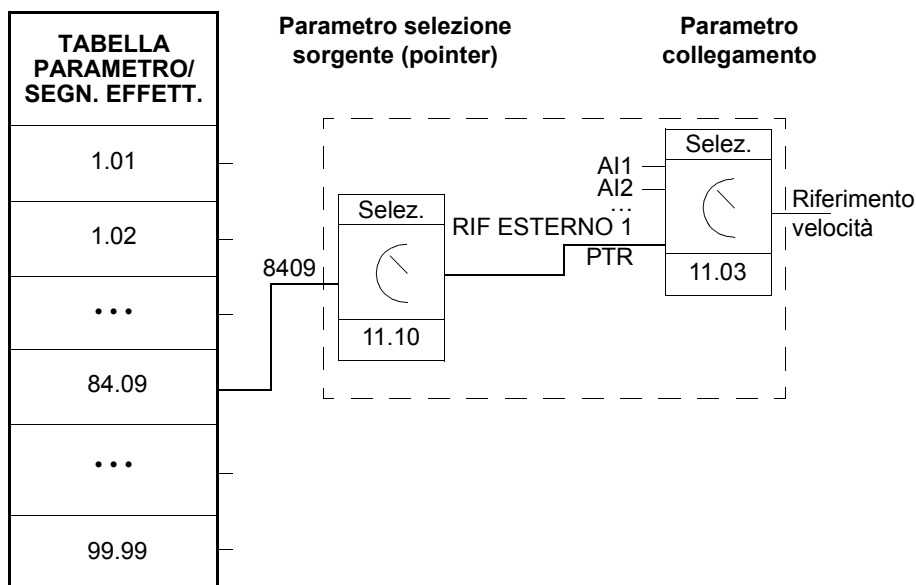 TABELLA
PARAMETRO/
SEGN. EFFETT.
1.01
1.02
•••
84.09
•••
99.99
Parametro selezione
sorgente (pointer)
Parametro
collegamento
8409
Selez.
11.10
AI1
AI2
…
RIF ESTERNO 1
PTR
Selez.
11.03
Riferimento
velocità